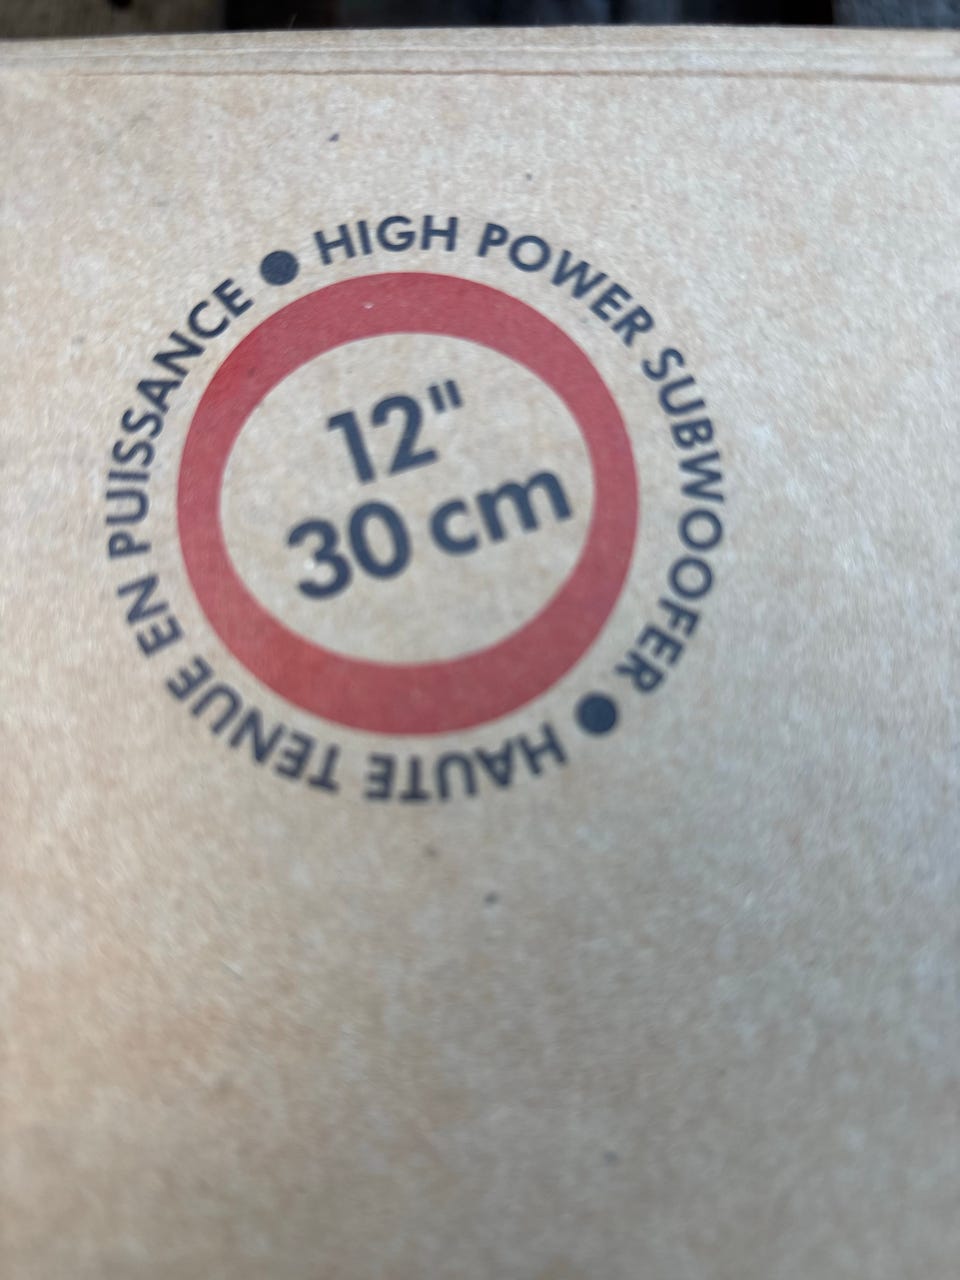 HIGH POWER SUBWOOFER ● HAUTE TENUE EN PUISSANCE ●
12"
30 cm